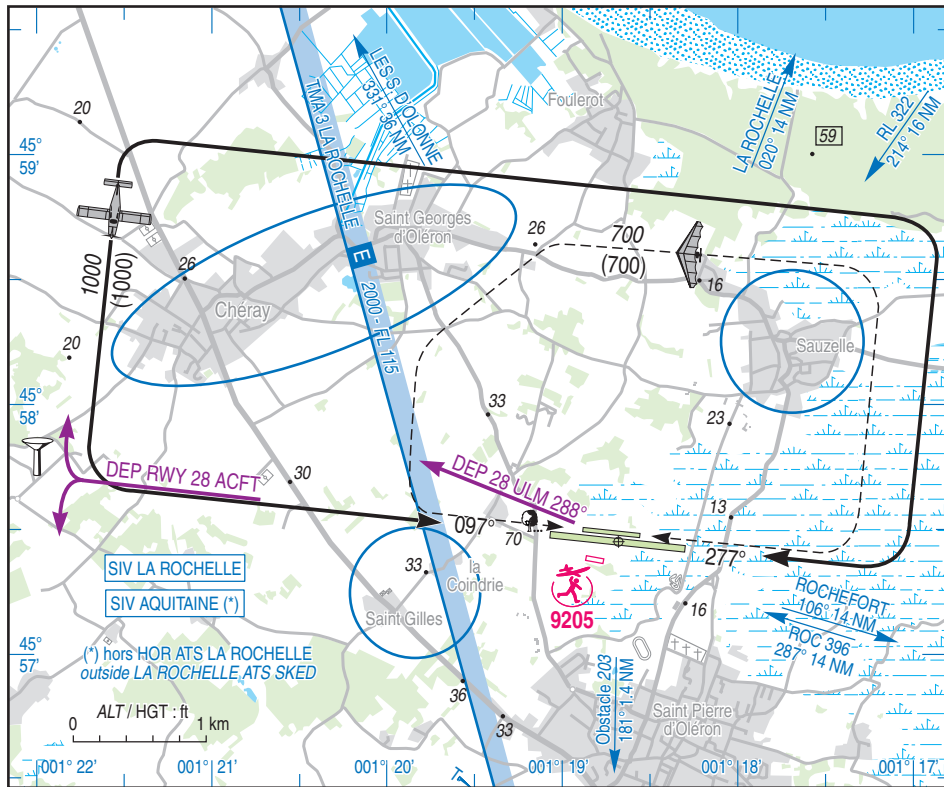 20
45°
59'
LES S. D'OLONNE
331° 36 NM
Foulerot
LA ROCHELLE
020° 14 NM
59
RL 322
214° 16 NM
TMA 3 LA ROCHELLE
E
2000 - FL 115
Saint Georges
d'Oléron
26
700
(700)
16
1000
(1000)
26
Chéray
Sauzelle
20
45°
58'
33
23
DEP RWY 28 ACFT
30
DEP 28 ULM 288°
097°
70
13
277°
SIV LA ROCHELLE
SIV AQUITAINE (*)
33
la
Coindrie
Saint Gilles
9205
16
ROCHEFORT
106° 14 NM
ROC 396
287° 14 NM
45°
57'
(*) hors HOR ATS LA ROCHELLE
outside LA ROCHELLE ATS SKED
36
33
Obstacle 203
181° 1.4 NM
Saint Pierre
d'Oléron
ALT / HGT : ft
0 1 km
001° 22'
001° 21'
001° 20'
001° 19'
001° 18'
001° 17'